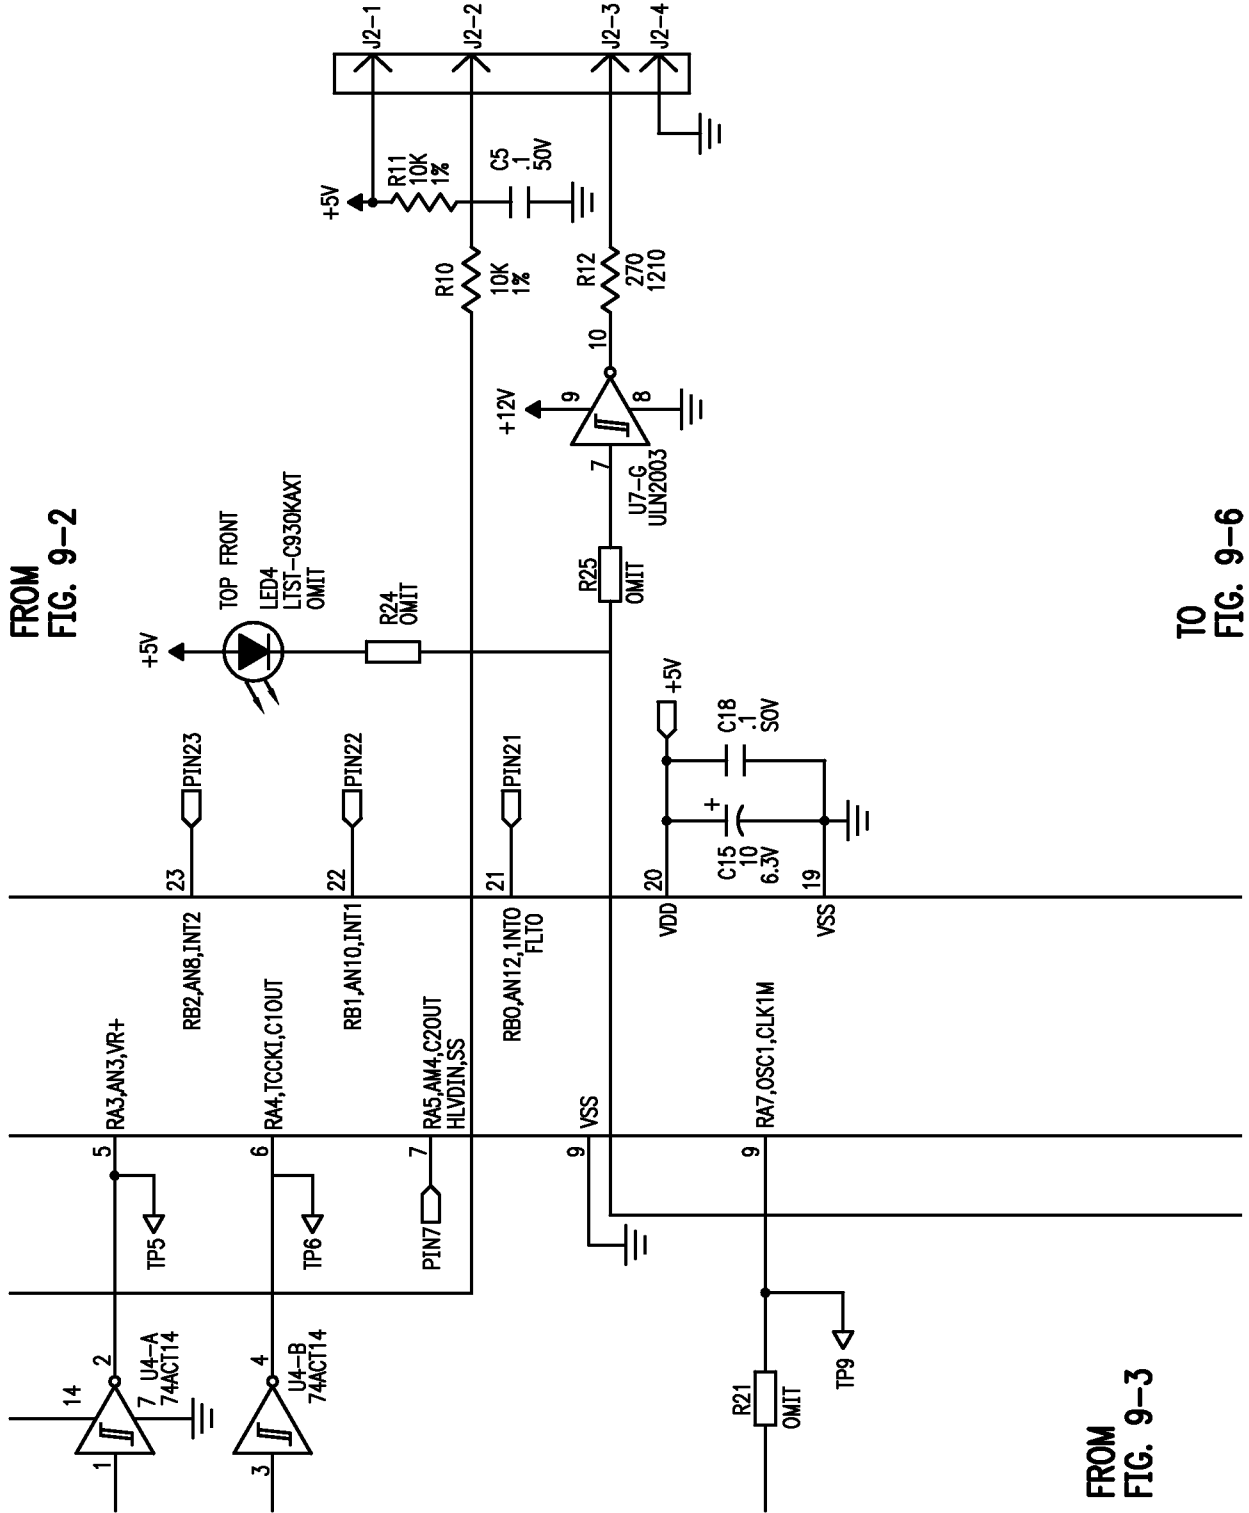 FROM
FIG. 9-2
J2-1
J2-2
J2-3
J2-4
+5V
R11
10K
1%
C5
.1
50V
R10
10K
1%
R12
270
1210
10
+12V
9
8
7
U7-G
ULN2003
TOP FRONT
LED4
LTST-C930KAXT
OMIT
+5V
R24
OMIT
R25
OMIT
TO
FIG. 9-6
PIN23
PIN22
PIN21
+5V
C18
.1
SOV
+
C15
10
6.3V
23
22
21
20
19
RB2,AN8,INT2
RB1,AN10,INT1
RB0,AN12,1NTO
FLTO
VDD
VSS
RA3,AN3,VR+
RA4,TCCKI,C1OUT
RA5,AM4,C2OUT
HLVDIN,SS
VSS
RA7,OSC1,CLK1M
5
6
7
9
9
TP5
TP6
PIN7
TP9
14
2
U4-A
74ACT14
7
1
4
U4-B
74ACT14
3
R21
OMIT
FROM
FIG. 9-3